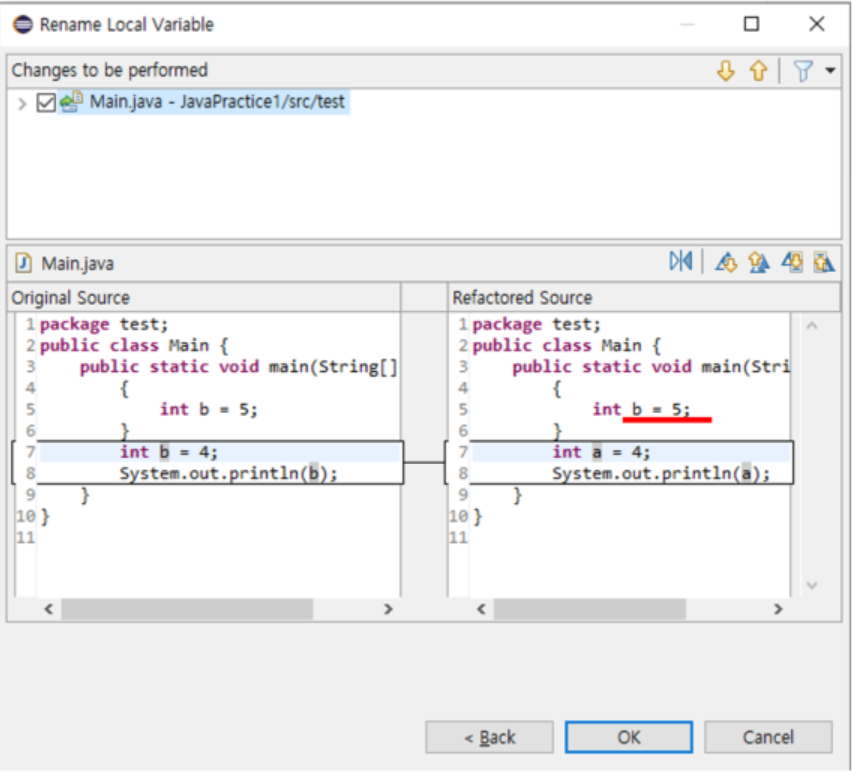 Rename Local Variable
Changes to be performed
Main.java - JavaPractice1/src/test
Main.java
Original Source
Refactored Source
1 package test;
2 public class Main {
3     public static void main(String[]
4         {
5             int b = 5;
6         }
7         int b = 4;
8         System.out.println(b);
9     }
10 }
11
1 package test;
2 public class Main {
3     public static void main(Stri
4         {
5             int b = 5;
6         }
7         int a = 4;
8         System.out.println(a);
9     }
10 }
11
< Back
OK
Cancel